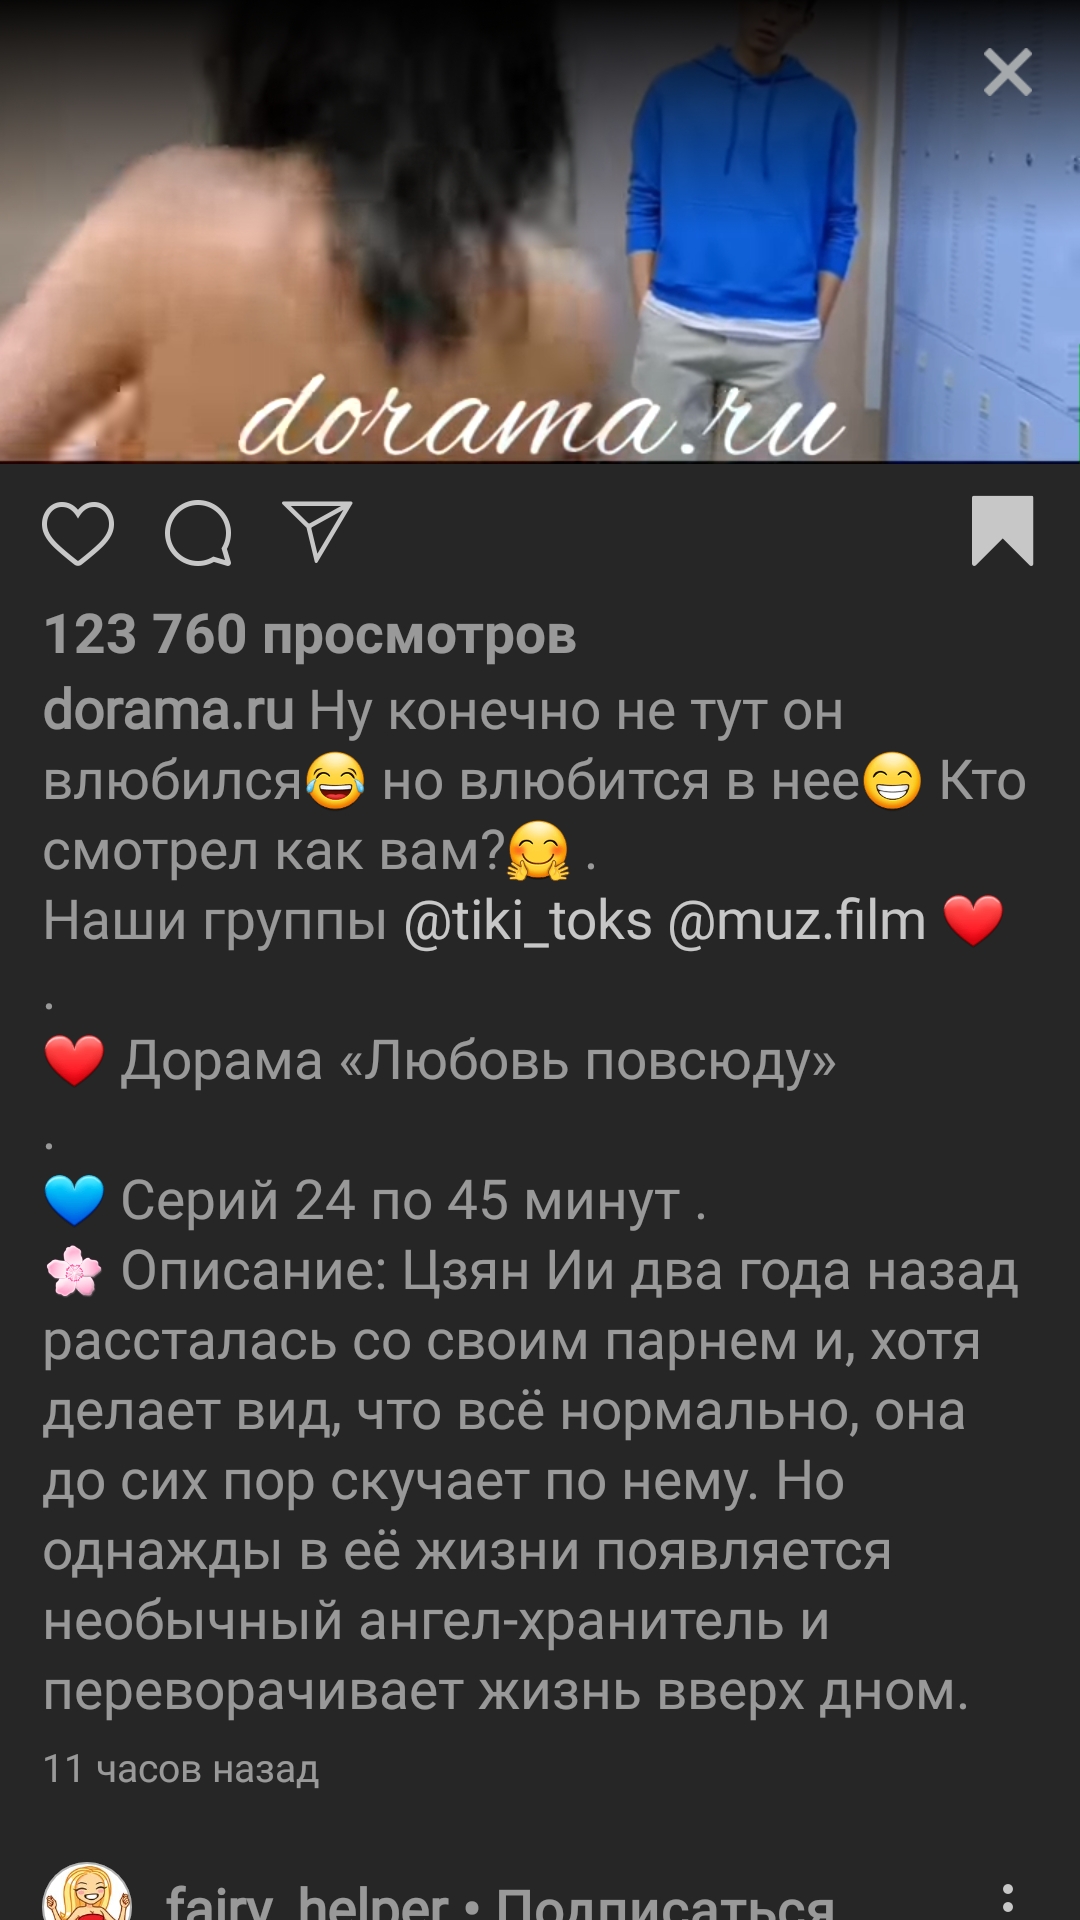 dorama.ru
123 760 просмотров
dorama.ru Ну конечно не тут он
влюбился😂 но влюбится в нее😁 Кто
смотрел как вам?🤗 .
Наши группы @tiki_toks @muz.film ❤️
.
❤️ Дорама «Любовь повсюду»
.
💙 Серий 24 по 45 минут .
🌸 Описание: Цзян Ии два года назад
рассталась со своим парнем и, хотя
делает вид, что всё нормально, она
до сих пор скучает по нему. Но
однажды в её жизни появляется
необычный ангел-хранитель и
переворачивает жизнь вверх дном.
11 часов назад
fairy_helper • Подписаться